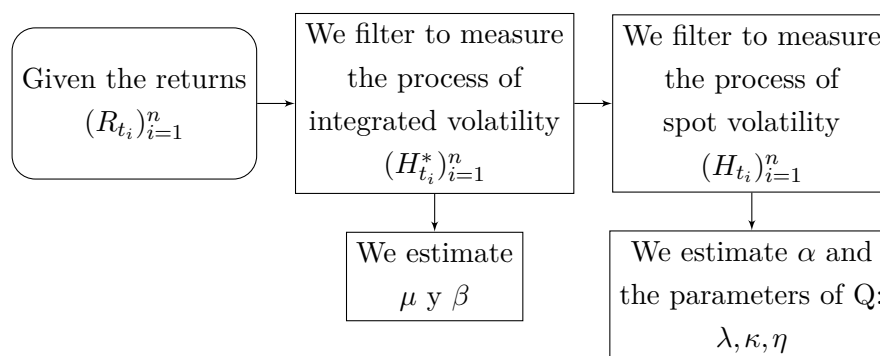 Given the returns
(R_{t_i})_{i=1}^n
We filter to measure
the process of
integrated volatility
(H^*_{t_i})_{i=1}^n
We filter to measure
the process of
spot volatility
(H_{t_i})_{i=1}^n
We estimate
μ y β
We estimate α and
the parameters of Q:
λ, κ, η